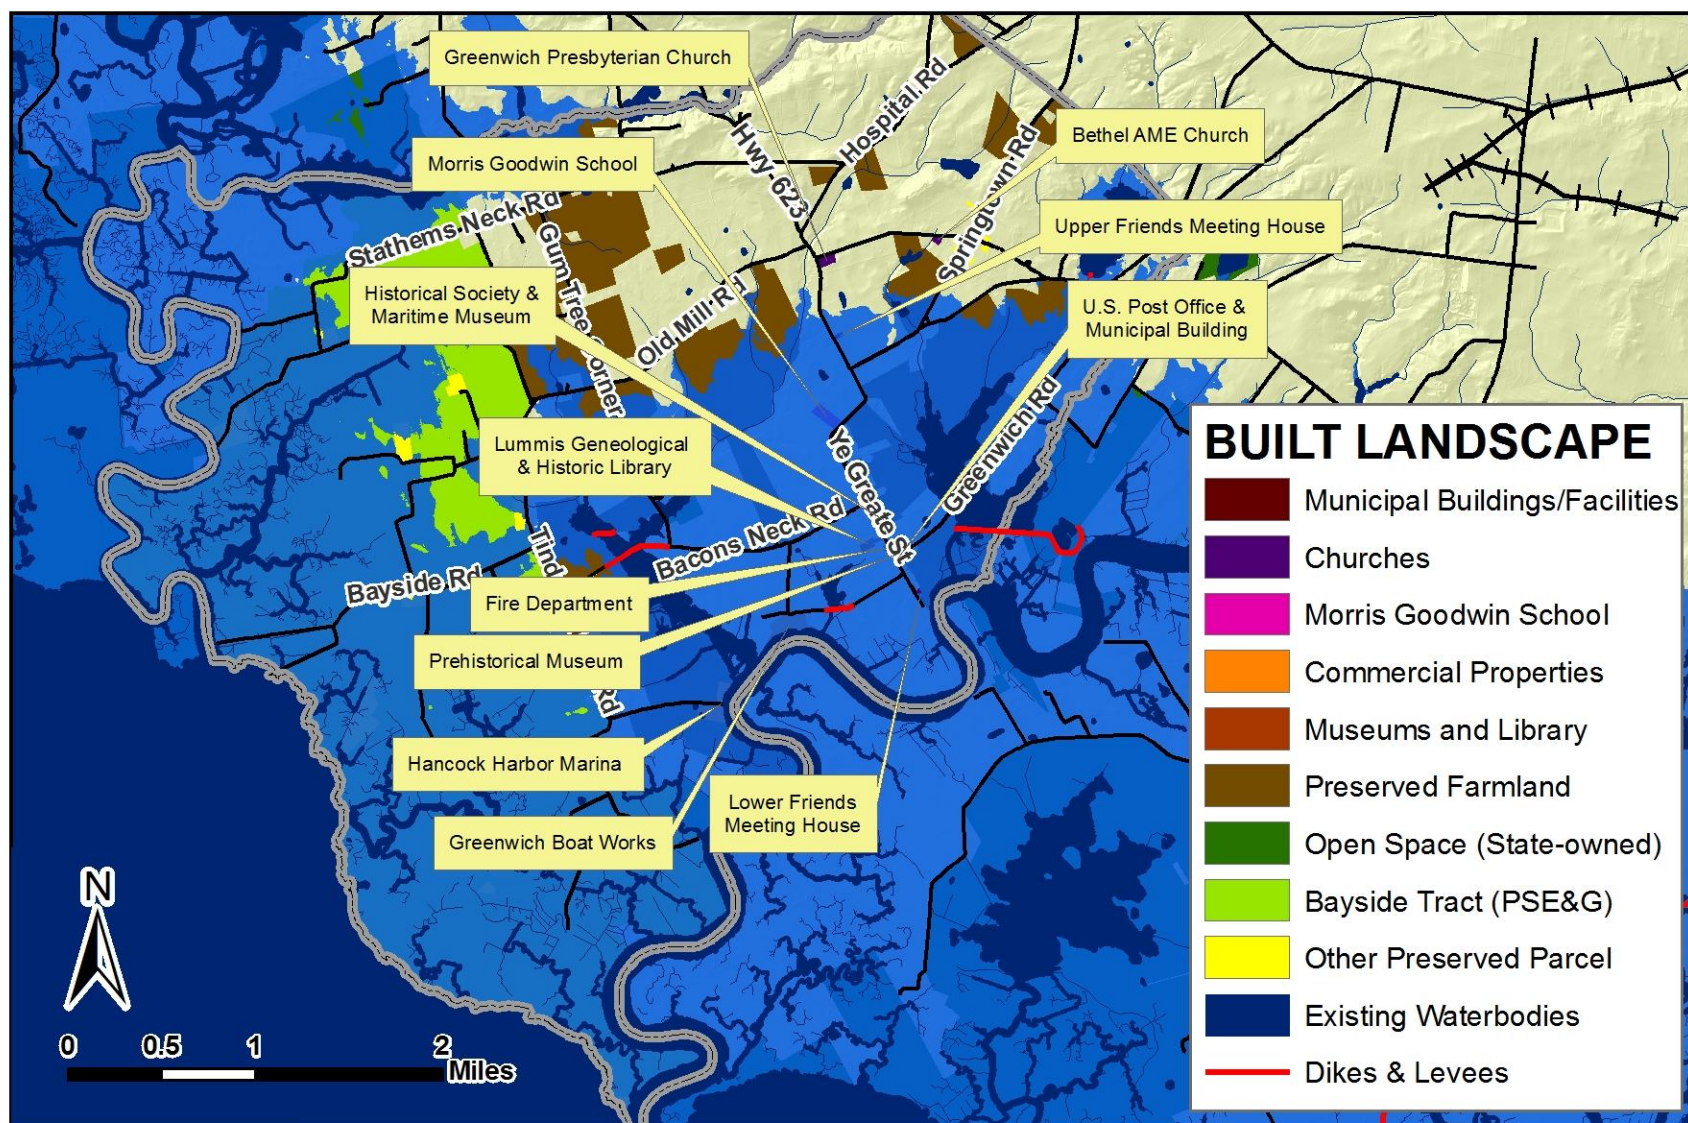 Greenwich Presbyterian Church
Hospital Rd
Hwy 623
Bethel AME Church
Morris Goodwin School
Springtown Rd
Stathems Neck Rd
Upper Friends Meeting House
Gum Tree Corner
Historical Society &
Maritime Museum
U.S. Post Office &
Municipal Building
Old Mill Rd
Greenwich Rd
Lummis Geneological
& Historic Library
Ye Greate St
Bacons Neck Rd
Bayside Rd
Tind
Rd
Fire Department
Prehistorical Museum
Hancock Harbor Marina
Lower Friends
Meeting House
Greenwich Boat Works
N
0 0.5 1 2
Miles
BUILT LANDSCAPE
Municipal Buildings/Facilities
Churches
Morris Goodwin School
Commercial Properties
Museums and Library
Preserved Farmland
Open Space (State-owned)
Bayside Tract (PSE&G)
Other Preserved Parcel
Existing Waterbodies
Dikes & Levees